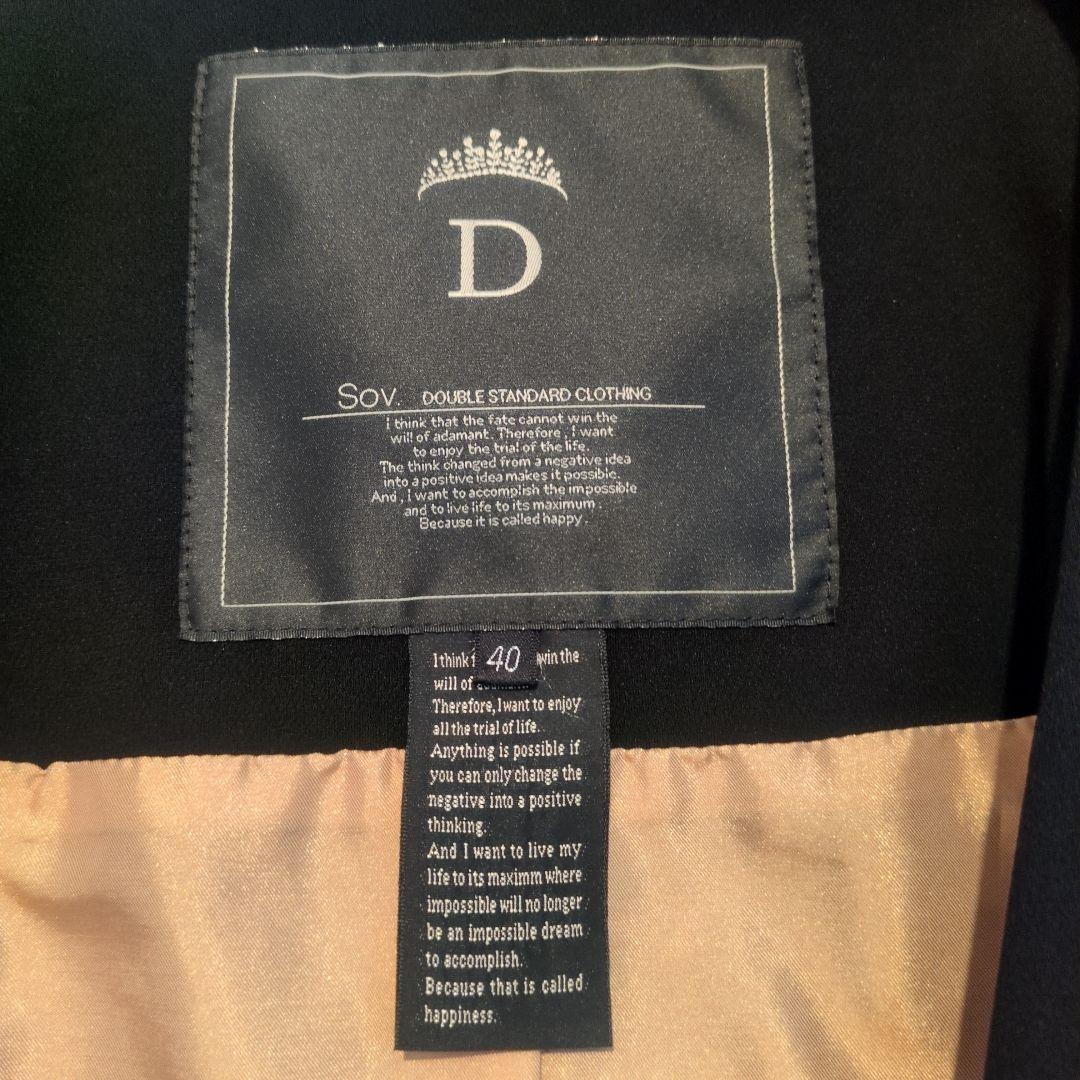 D
SOV. DOUBLE STANDARD CLOTHING
I think that the fate cannot win the
will of adamant. Therefore, I want
to enjoy the trial of the life.
The think changed from a negative idea
into a positive idea makes it possible.
And, I want to accomplish the impossible
and to live life to its maximum.
Because it is called happy.
40
I think win the
will of
Therefore, I want to enjoy
all the trial of life.
Anything is possible if
you can only change the
negative into a positive
thinking.
And I want to live my
life to its maximm where
impossible will no longer
be an impossible dream
to accomplish.
Because that is called
happiness.